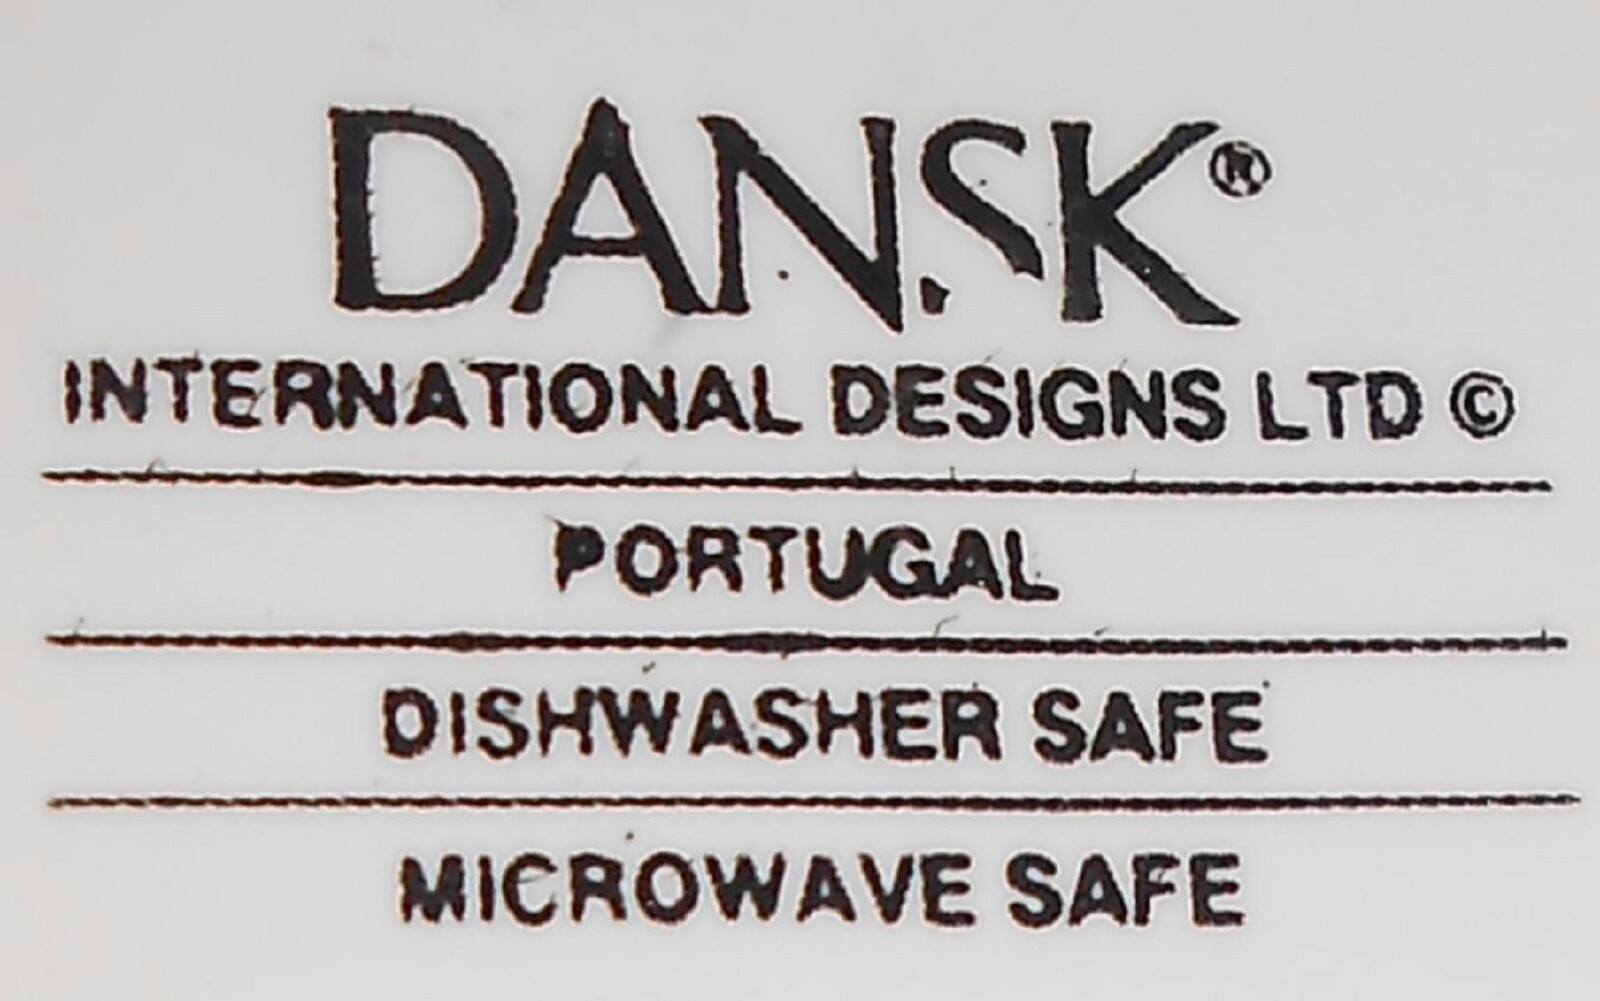 DANSK®
INTERNATIONAL DESIGNS LTD ©
PORTUGAL
DISHWASHER SAFE
MICROWAVE SAFE